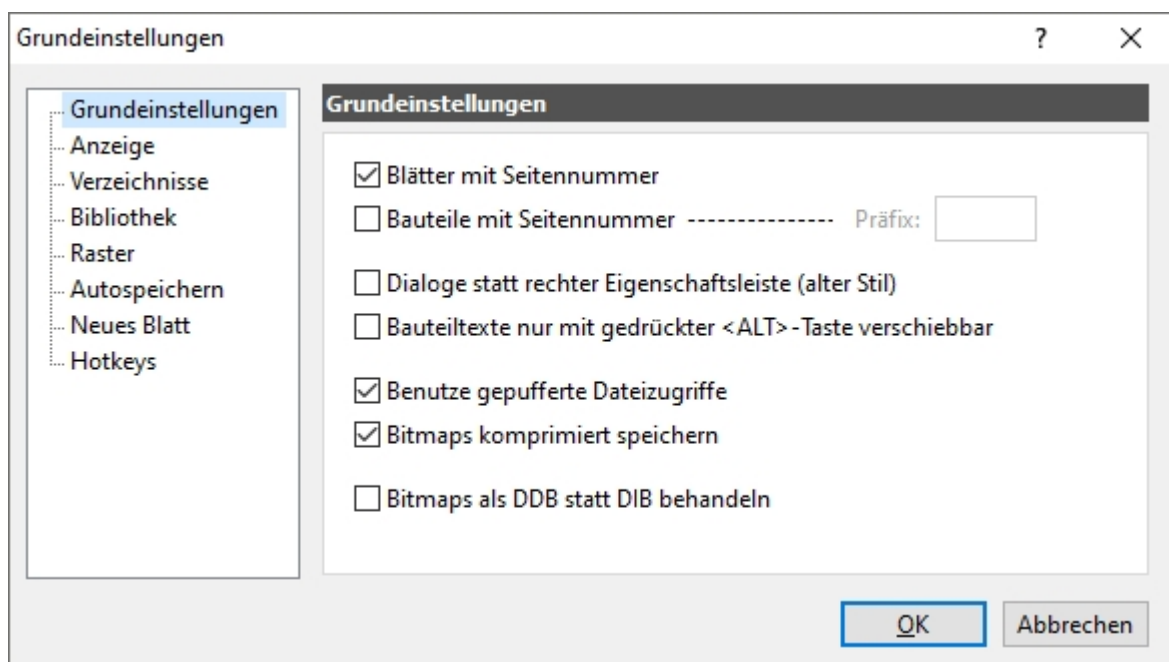 Grundeinstellungen
?
Grundeinstellungen
Anzeige
Verzeichnisse
Bibliothek
Raster
Autospeichern
Neues Blatt
Hotkeys
Grundeinstellungen
Blätter mit Seitennummer
Bauteile mit Seitennummer --------------- Präfix:
Dialoge statt rechter Eigenschaftsleiste (alter Stil)
Bauteiltexte nur mit gedrückter <ALT>-Taste verschiebbar
Benutze gepufferte Dateizugriffe
Bitmaps komprimiert speichern
Bitmaps als DDB statt DIB behandeln
OK
Abbrechen